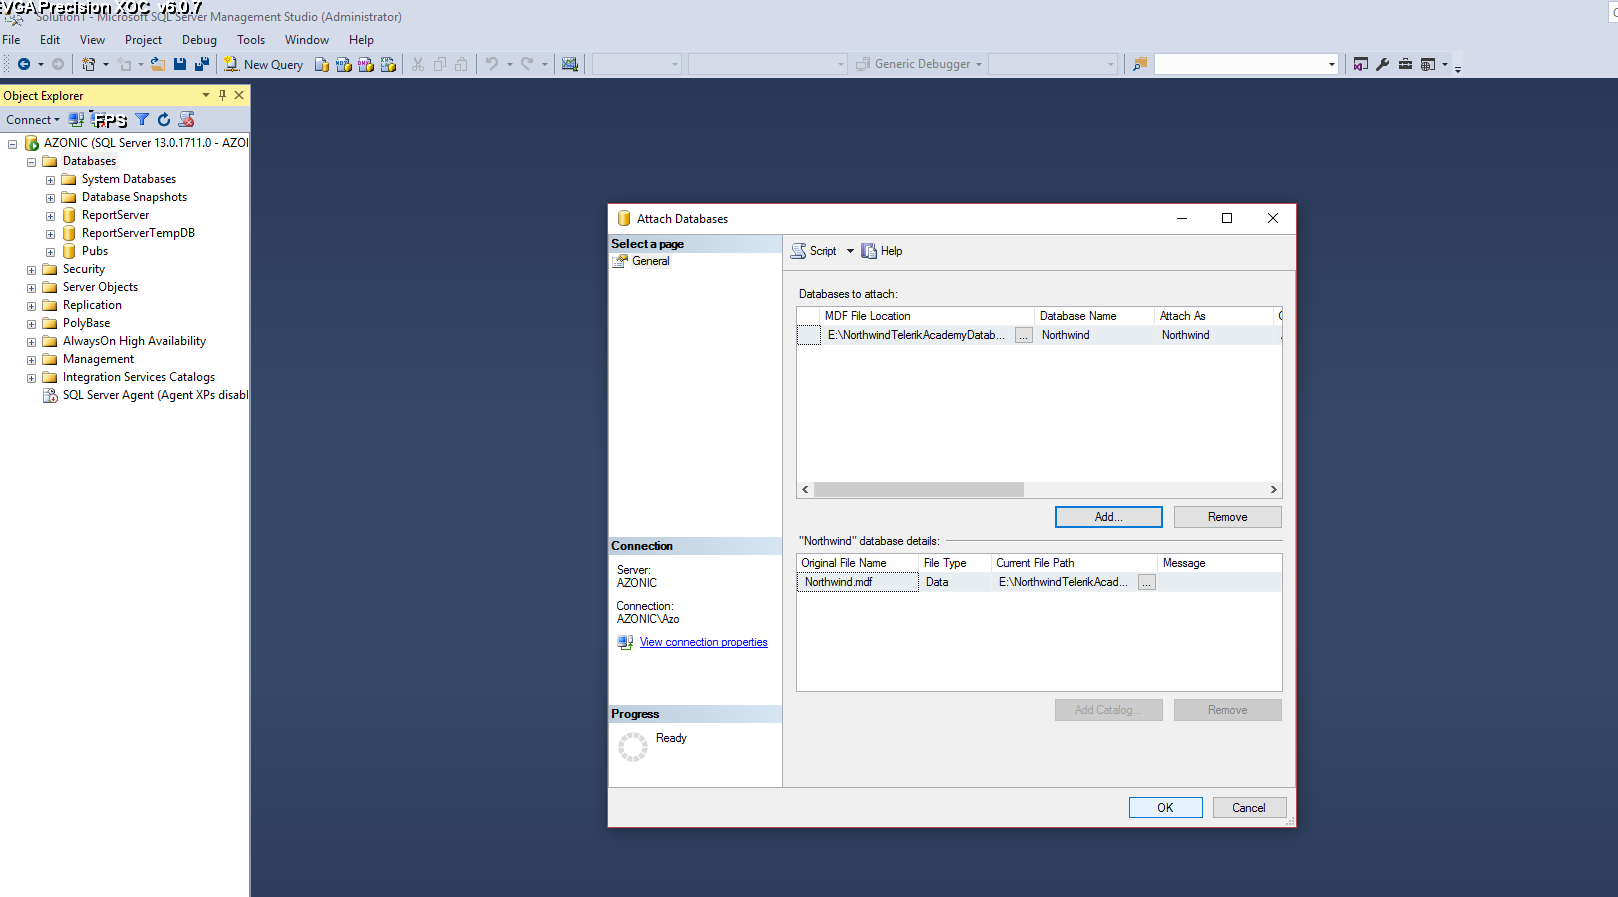 EVGA Precision XOC  v6.0.7
Solution1 - Microsoft SQL Server Management Studio (Administrator)
File Edit View Project Debug Tools Window Help
New Query Generic Debugger
Object Explorer
Connect FPS
AZONIC (SQL Server 13.0.1711.0 - AZO
Databases
System Databases
Database Snapshots
ReportServer
ReportServerTempDB
Pubs
Security
Server Objects
Replication
PolyBase
AlwaysOn High Availability
Management
Integration Services Catalogs
SQL Server Agent (Agent XPs disabl
Attach Databases
Select a page
General
Script Help
Databases to attach:
MDF File Location Database Name Attach As
E:\NorthwindTelerikAcademyDatab... ... Northwind Northwind
Add... Remove
"Northwind" database details:
Original File Name File Type Current File Path Message
Northwind.mdf Data E:\NorthwindTelerikAcad... ...
Add Catalog... Remove
Connection
Server:
AZONIC
Connection:
AZONIC\Azo
View connection properties
Progress
Ready
OK Cancel